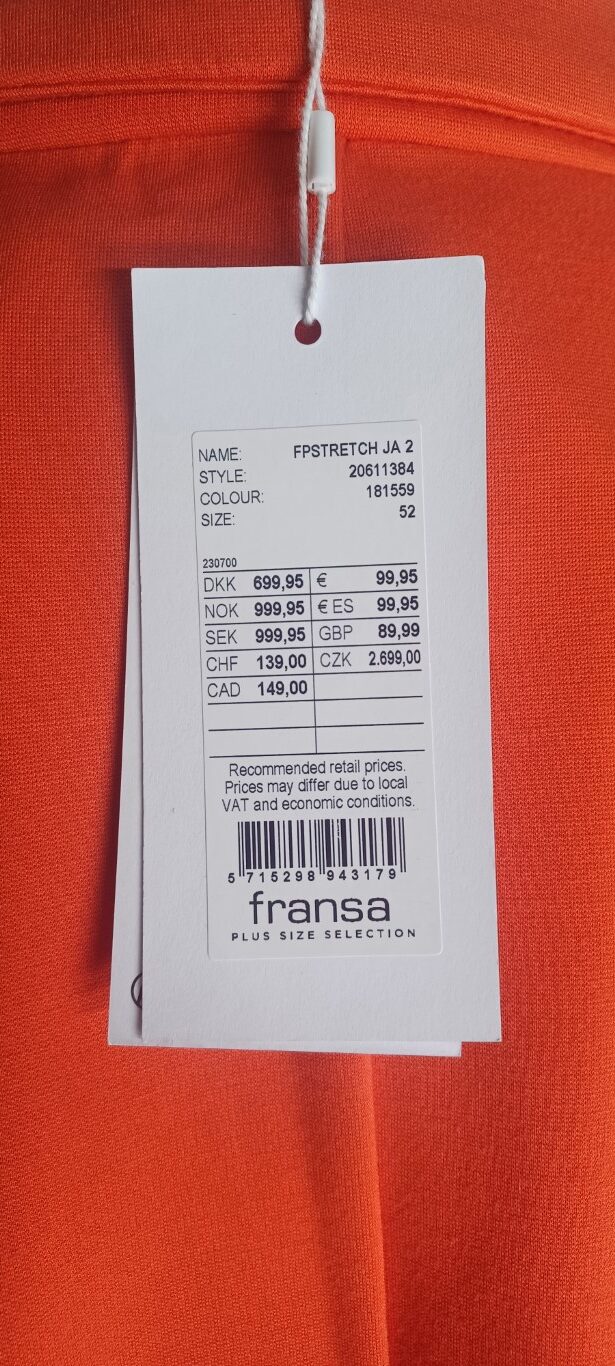 NAME: FPSTRETCH JA 2
STYLE: 20611384
COLOUR: 181559
SIZE: 52
230700
DKK 699,95 € 99,95
NOK 999,95 € ES 99,95
SEK 999,95 GBP 89,99
CHF 139,00 CZK 2.699,00
CAD 149,00
Recommended retail prices.
Prices may differ due to local
VAT and economic conditions.
5 715298 943179
fransa
PLUS SIZE SELECTION